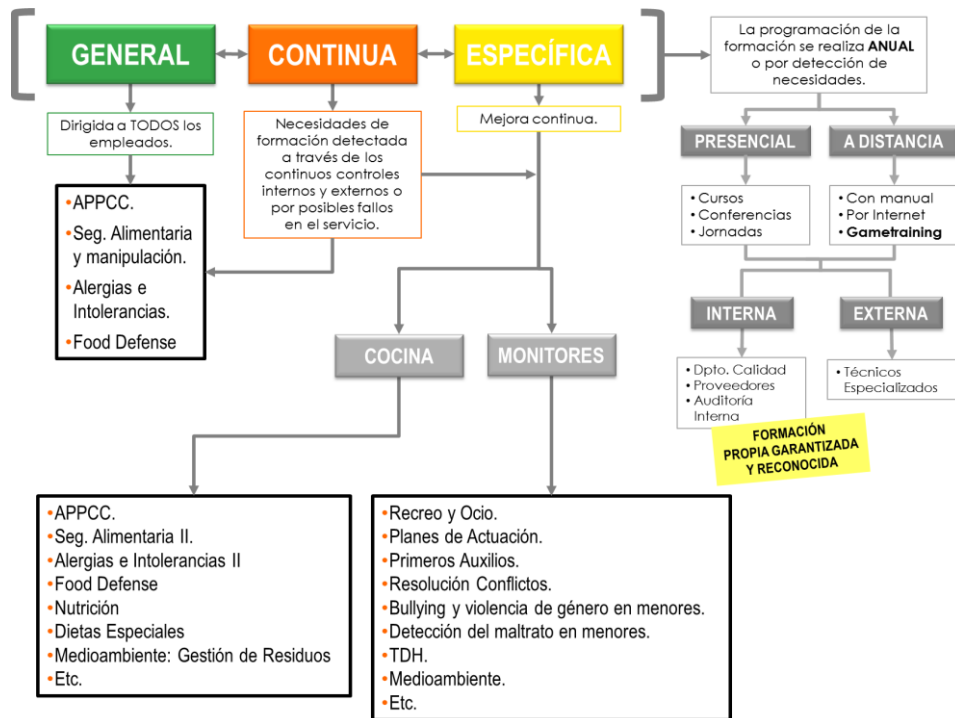 GENERAL
CONTINUA
ESPECÍFICA
La programación de la
formación se realiza ANUAL
o por detección de
necesidades.
Dirigida a TODOS los
empleados.
Necesidades de
formación detectada
a través de los
continuos controles
internos y externos o
por posibles fallos
en el servicio.
Mejora continua.
PRESENCIAL
A DISTANCIA
• Cursos
• Conferencias
• Jornadas
• Con manual
• Por Internet
• Gametraining
•APPCC.
•Seg. Alimentaria
y manipulación.
•Alergias e
Intolerancias.
•Food Defense
INTERNA
EXTERNA
• Dpto. Calidad
• Proveedores
• Auditoría
Interna
• Técnicos
Especializados
FORMACIÓN
PROPIA GARANTIZADA
Y RECONOCIDA
COCINA
MONITORES
•APPCC.
•Seg. Alimentaria II.
•Alergias e Intolerancias II
•Food Defense
•Nutrición
•Dietas Especiales
•Medioambiente: Gestión de Residuos
•Etc.
•Recreo y Ocio.
•Planes de Actuación.
•Primeros Auxilios.
•Resolución Conflictos.
•Bullying y violencia de género en menores.
•Detección del maltrato en menores.
•TDH.
•Medioambiente.
•Etc.